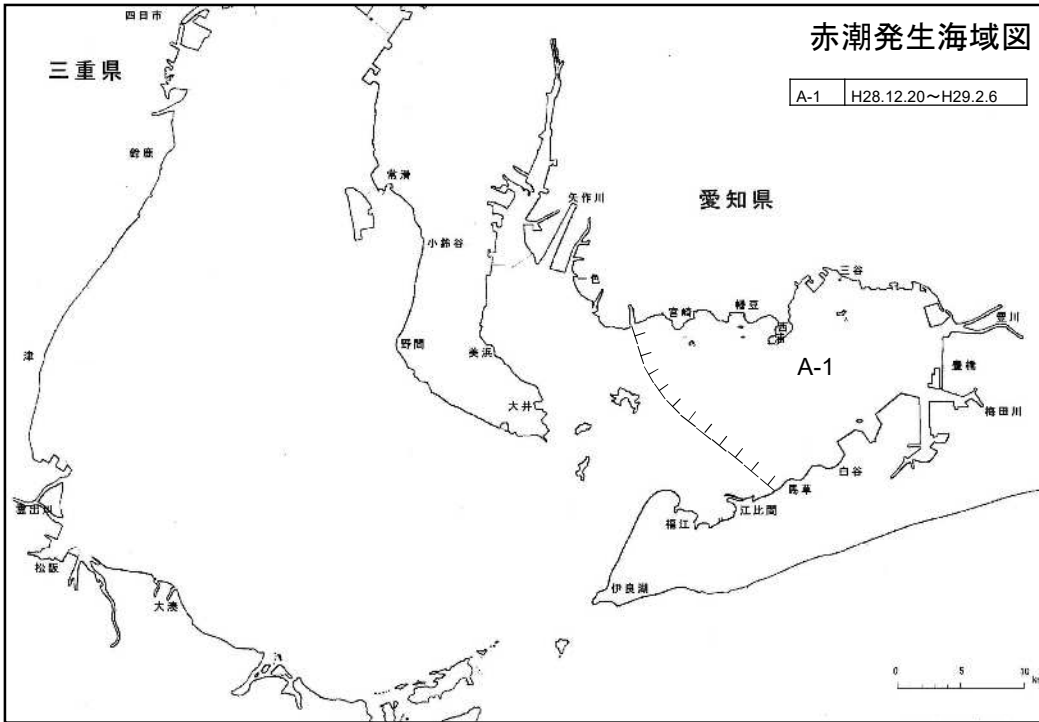 赤潮発生海域図
A-1 H28.12.20～H29.2.6
四日市
三重県
鈴鹿
常滑
矢作川
愛知県
小鈴谷
一色
三谷
宮崎
幡豆
西浦
豊川
津
野間
美浜
A-1
豊橋
大井
梅田川
白谷
馬草
雲出川
福江
江比間
松阪
伊良湖
大湊
0 5 10
km